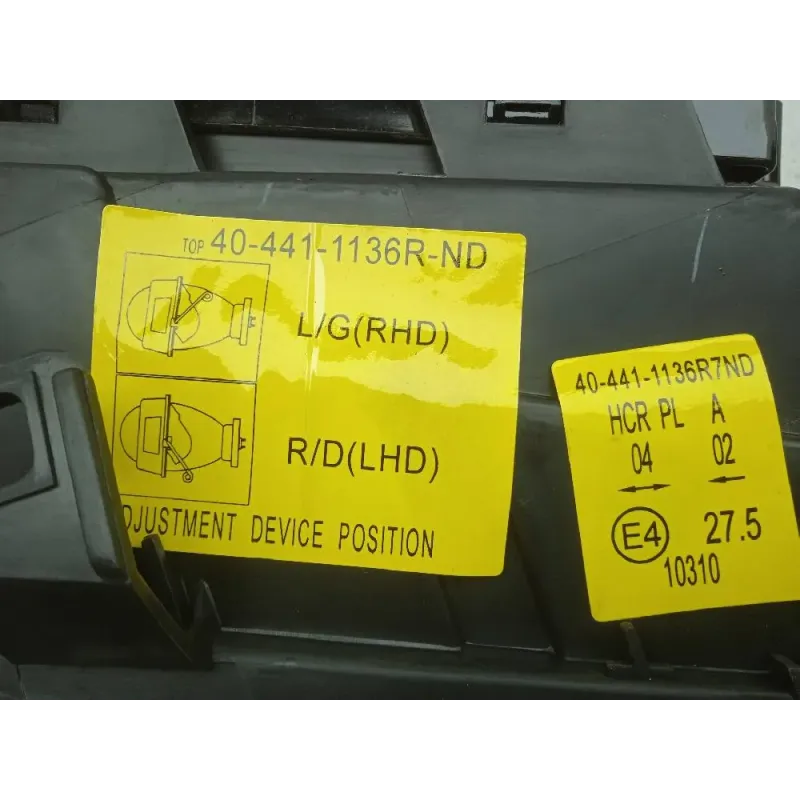 TOP 40-441-1136R-ND
L/G(RHD)
R/D(LHD)
DJUSTMENT DEVICE POSITION
40-441-1136R7ND
HCR PL A
04 02
↔ ←
E4 27.5
10310